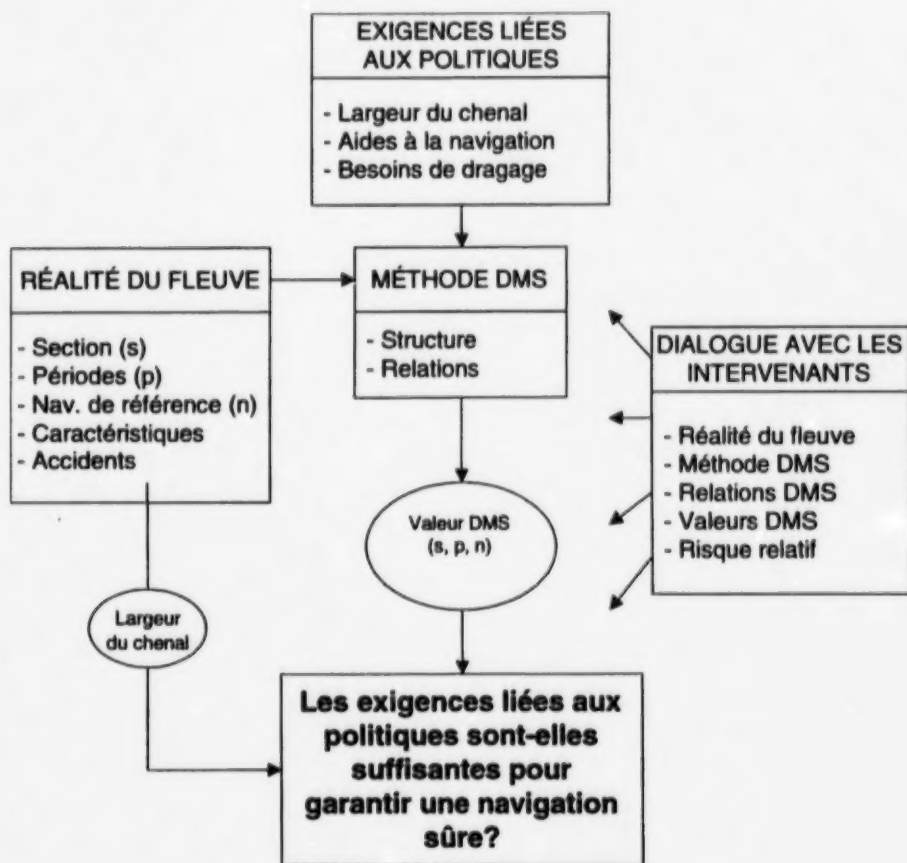 EXIGENCES LIÉES
AUX POLITIQUES
- Largeur du chenal
- Aides à la navigation
- Besoins de dragage
RÉALITÉ DU FLEUVE
- Section (s)
- Périodes (p)
- Nav. de référence (n)
- Caractéristiques
- Accidents
MÉTHODE DMS
- Structure
- Relations
DIALOGUE AVEC LES
INTERVENANTS
- Réalité du fleuve
- Méthode DMS
- Relations DMS
- Valeurs DMS
- Risque relatif
Valeur DMS
(s, p, n)
Largeur
du chenal
Les exigences liées aux
politiques sont-elles
suffisantes pour
garantir une navigation
sûre?